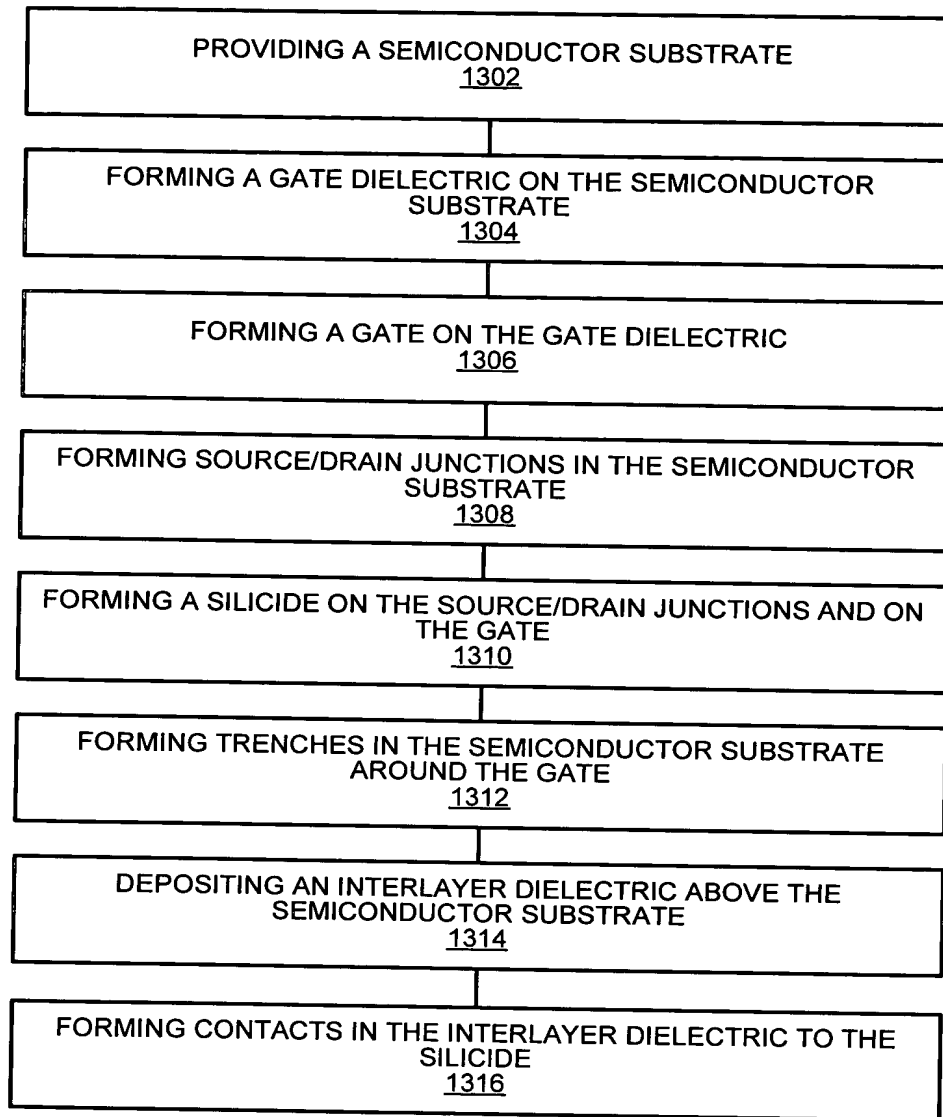 PROVIDING A SEMICONDUCTOR SUBSTRATE
1302
FORMING A GATE DIELECTRIC ON THE SEMICONDUCTOR
SUBSTRATE
1304
FORMING A GATE ON THE GATE DIELECTRIC
1306
FORMING SOURCE/DRAIN JUNCTIONS IN THE SEMICONDUCTOR
SUBSTRATE
1308
FORMING A SILICIDE ON THE SOURCE/DRAIN JUNCTIONS AND ON
THE GATE
1310
FORMING TRENCHES IN THE SEMICONDUCTOR SUBSTRATE
AROUND THE GATE
1312
DEPOSITING AN INTERLAYER DIELECTRIC ABOVE THE
SEMICONDUCTOR SUBSTRATE
1314
FORMING CONTACTS IN THE INTERLAYER DIELECTRIC TO THE
SILICIDE
1316